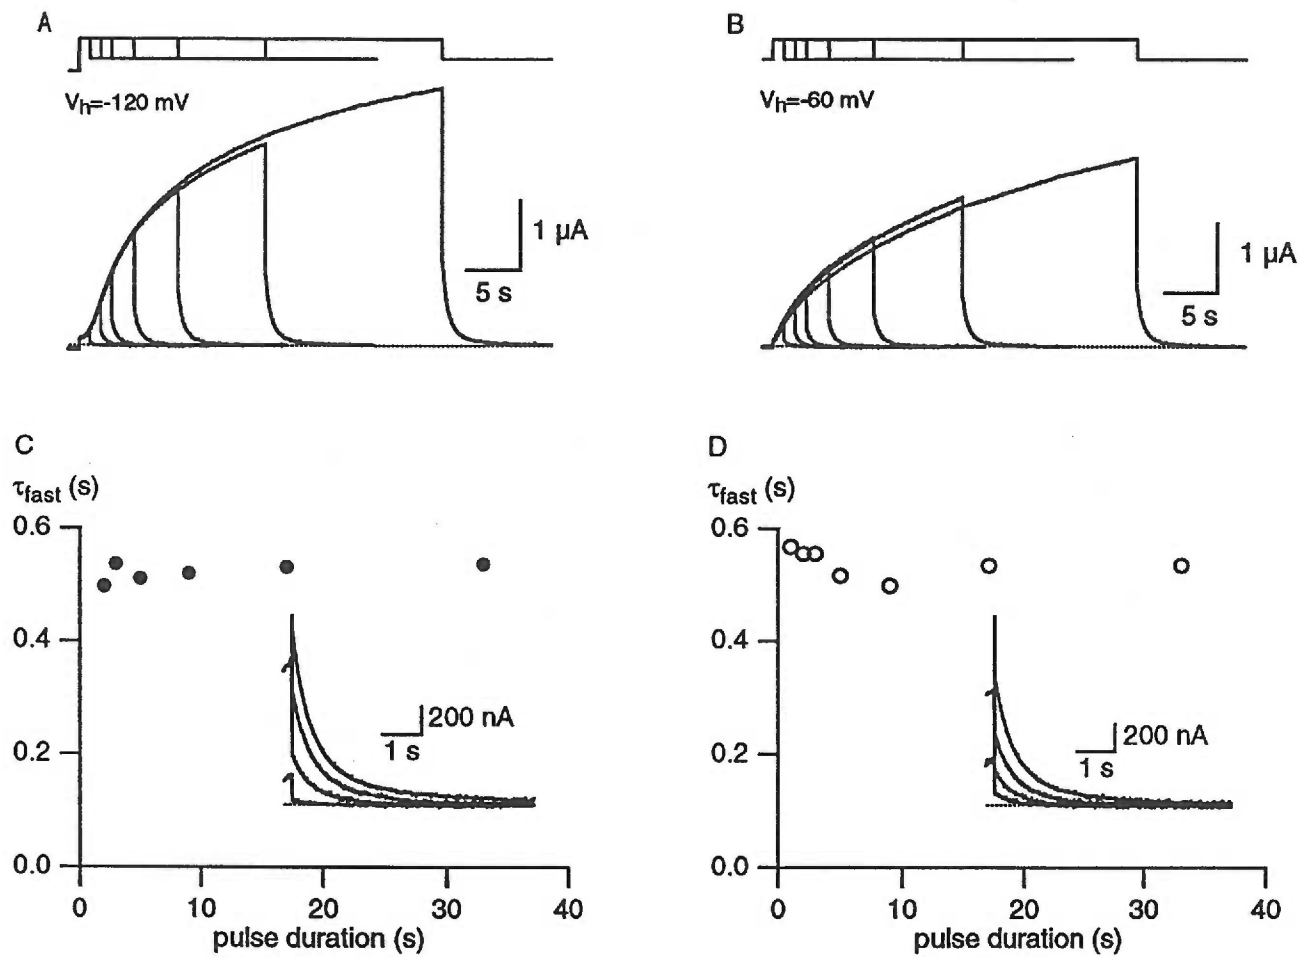 A
B
Vh=-120 mV
Vh=-60 mV
1 µA
5 s
1 µA
5 s
C
D
τfast (s)
τfast (s)
0.6
0.4
0.2
0.0
200 nA
1 s
0 10 20 30 40
pulse duration (s)
0.6
0.4
0.2
0.0
200 nA
1 s
0 10 20 30 40
pulse duration (s)